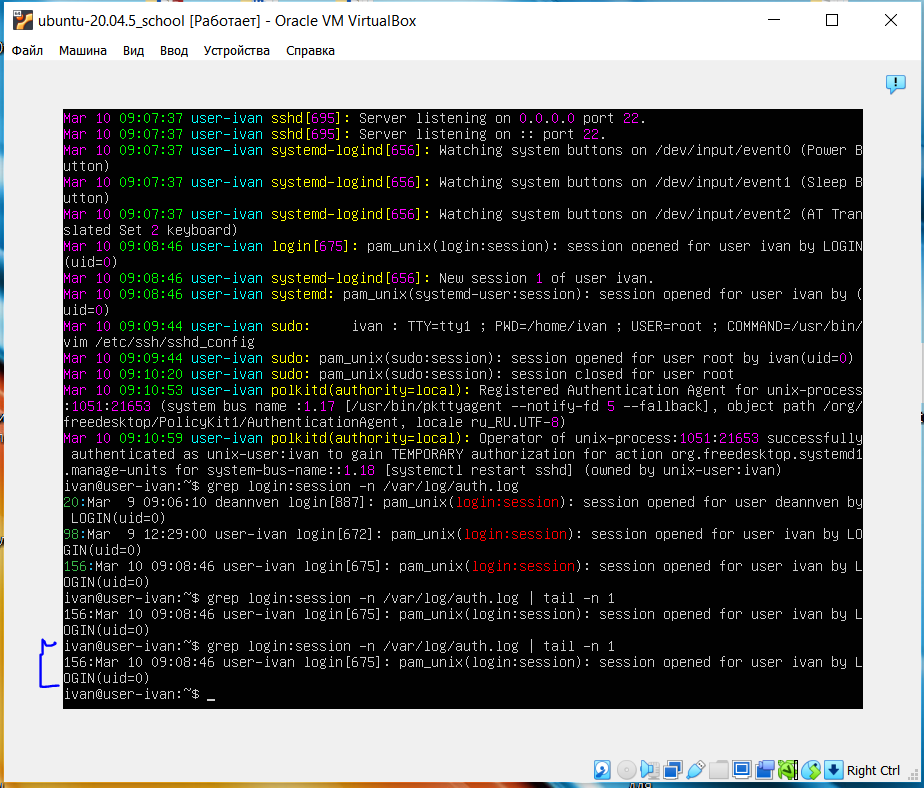 ubuntu-20.04.5_school [Работает] - Oracle VM VirtualBox
Файл Машина Вид Ввод Устройства Справка
Mar 10 09:07:37 user-ivan sshd[695]: Server listening on 0.0.0.0 port 22.
Mar 10 09:07:37 user-ivan sshd[695]: Server listening on :: port 22.
Mar 10 09:07:37 user-ivan systemd-logind[656]: Watching system buttons on /dev/input/event0 (Power B
utton)
Mar 10 09:07:37 user-ivan systemd-logind[656]: Watching system buttons on /dev/input/event1 (Sleep B
utton)
Mar 10 09:07:37 user-ivan systemd-logind[656]: Watching system buttons on /dev/input/event2 (AT Tran
slated Set 2 keyboard)
Mar 10 09:08:46 user-ivan login[675]: pam_unix(login:session): session opened for user ivan by LOGIN
(uid=0)
Mar 10 09:08:46 user-ivan systemd-logind[656]: New session 1 of user ivan.
Mar 10 09:08:46 user-ivan systemd: pam_unix(systemd-user:session): session opened for user ivan by (
uid=0)
Mar 10 09:09:44 user-ivan sudo:     ivan : TTY=tty1 ; PWD=/home/ivan ; USER=root ; COMMAND=/usr/bin/
vim /etc/ssh/sshd_config
Mar 10 09:09:44 user-ivan sudo: pam_unix(sudo:session): session opened for user root by ivan(uid=0)
Mar 10 09:10:20 user-ivan sudo: pam_unix(sudo:session): session closed for user root
Mar 10 09:10:53 user-ivan polkitd(authority=local): Registered Authentication Agent for unix-process
:1051:21653 (system bus name :1.17 [/usr/bin/pkttyagent --notify-fd 5 --fallback], object path /org/
freedesktop/PolicyKit1/AuthenticationAgent, locale ru_RU.UTF-8)
Mar 10 09:10:59 user-ivan polkitd(authority=local): Operator of unix-process:1051:21653 successfully
 authenticated as unix-user:ivan to gain TEMPORARY authorization for action org.freedesktop.systemd1
.manage-units for system-bus-name::1.18 [systemctl restart sshd] (owned by unix-user:ivan)
ivan@user-ivan:~$ grep login:session -n /var/log/auth.log
20:Mar  9 09:06:10 deannven login[887]: pam_unix(login:session): session opened for user deannven by
 LOGIN(uid=0)
98:Mar  9 12:29:00 user-ivan login[672]: pam_unix(login:session): session opened for user ivan by LO
GIN(uid=0)
156:Mar 10 09:08:46 user-ivan login[675]: pam_unix(login:session): session opened for user ivan by L
OGIN(uid=0)
ivan@user-ivan:~$ grep login:session -n /var/log/auth.log | tail -n 1
156:Mar 10 09:08:46 user-ivan login[675]: pam_unix(login:session): session opened for user ivan by L
OGIN(uid=0)
ivan@user-ivan:~$ grep login:session -n /var/log/auth.log | tail -n 1
156:Mar 10 09:08:46 user-ivan login[675]: pam_unix(login:session): session opened for user ivan by L
OGIN(uid=0)
ivan@user-ivan:~$ _
Right Ctrl